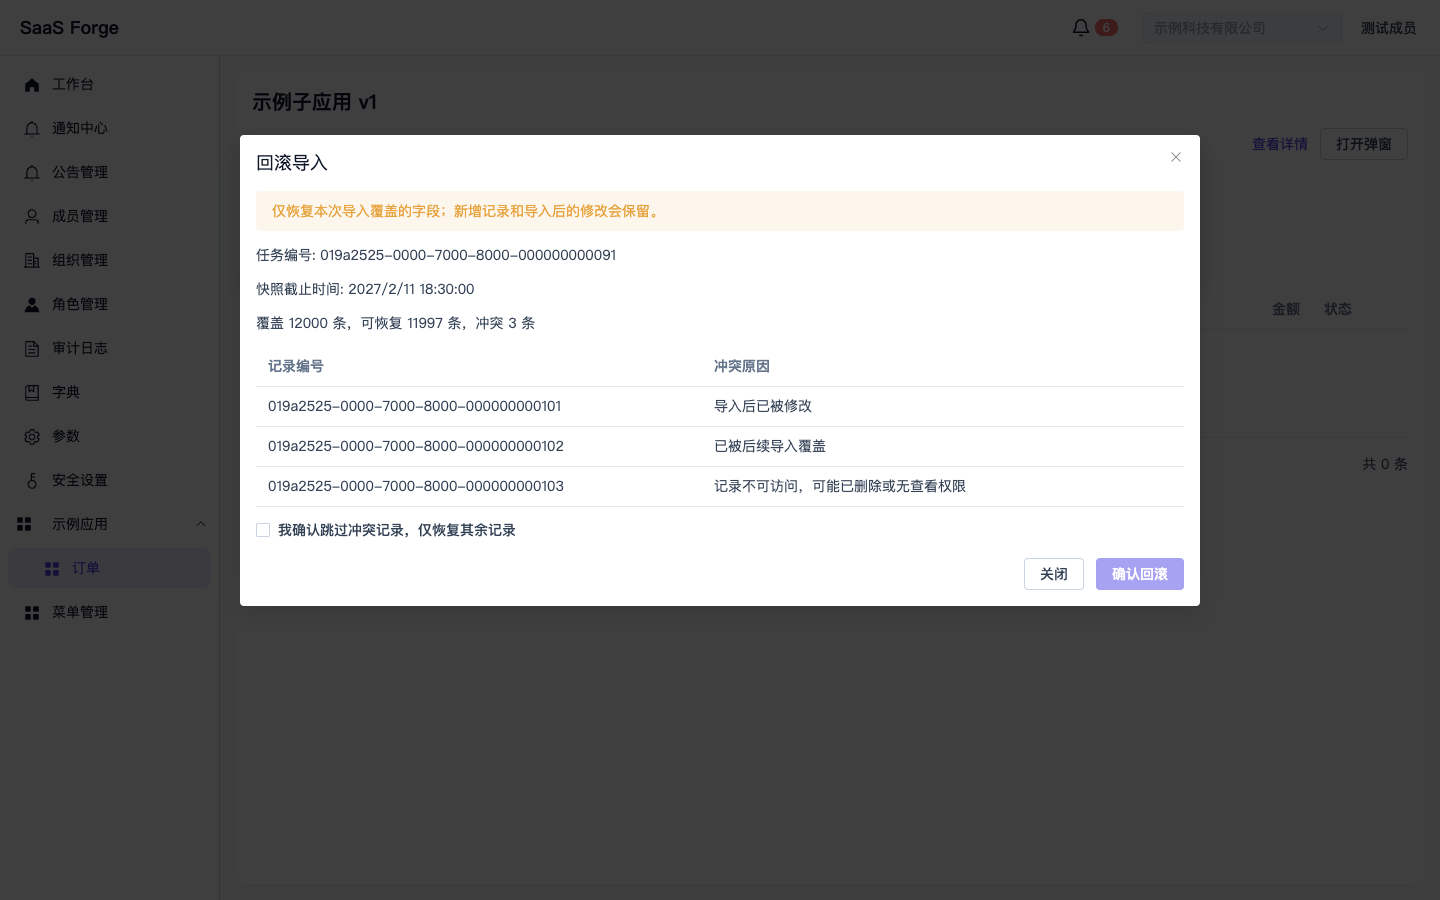 SaaS Forge
6
示例科技有限公司
测试成员
工作台
通知中心
公告管理
成员管理
组织管理
角色管理
审计日志
字典
参数
安全设置
示例应用
订单
菜单管理
示例子应用 v1
查看详情
打开弹窗
金额 状态
共 0 条
回滚导入
仅恢复本次导入覆盖的字段；新增记录和导入后的修改会保留。
任务编号: 019a2525-0000-7000-8000-000000000091
快照截止时间: 2027/2/11 18:30:00
覆盖 12000 条，可恢复 11997 条，冲突 3 条
记录编号 冲突原因
019a2525-0000-7000-8000-000000000101 导入后已被修改
019a2525-0000-7000-8000-000000000102 已被后续导入覆盖
019a2525-0000-7000-8000-000000000103 记录不可访问，可能已删除或无查看权限
我确认跳过冲突记录，仅恢复其余记录
关闭 确认回滚